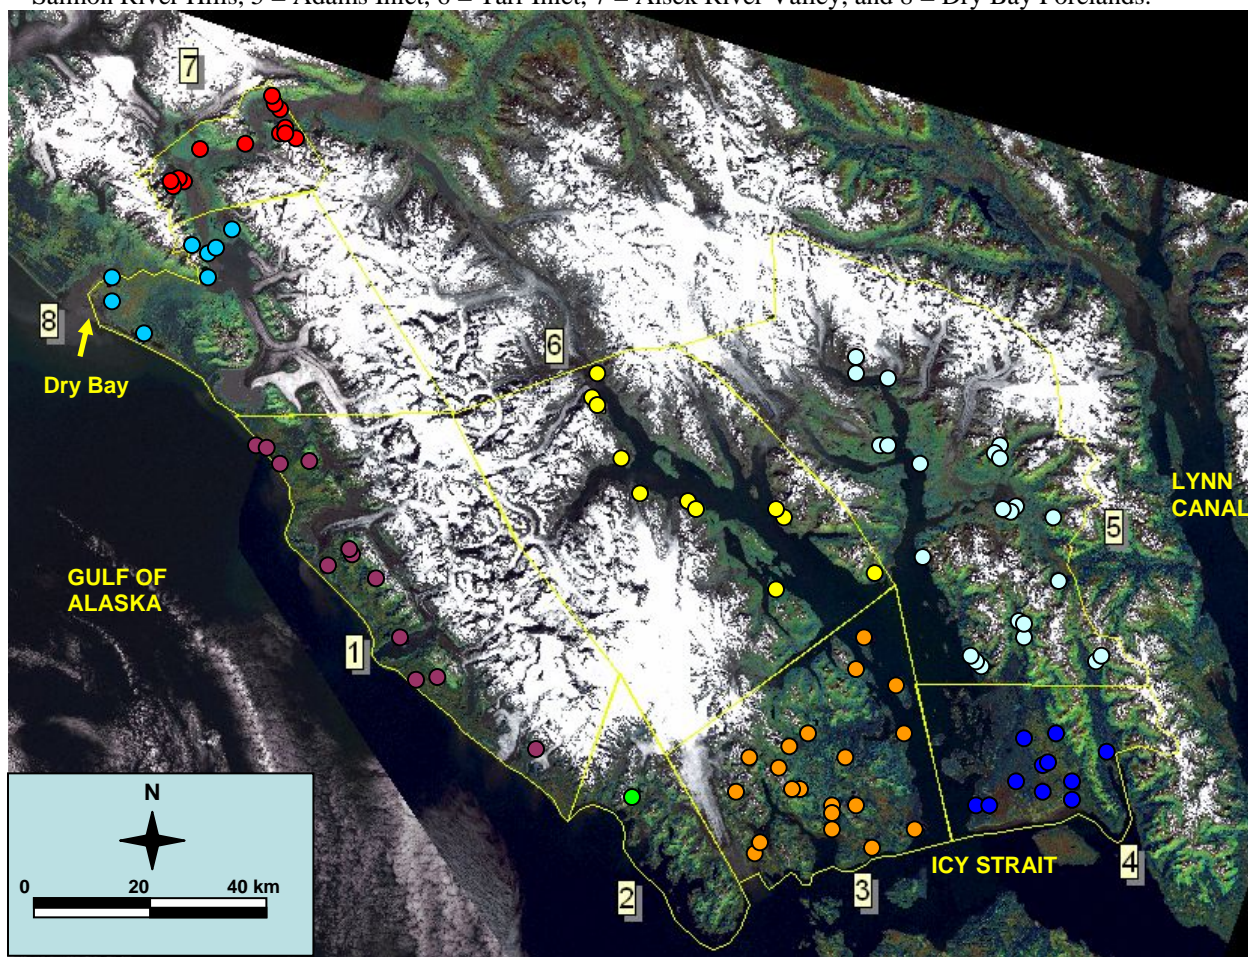 Salmon River Hills, 5 = Adams Inlet, 6 = Tarr Inlet, 7 = Alsek River Valley, and 8 = Dry Bay Forelands.
7
8
Dry Bay
6
LYNN
CANAL
5
GULF OF
ALASKA
1
N
0 20 40 km
2
3
ICY STRAIT
4